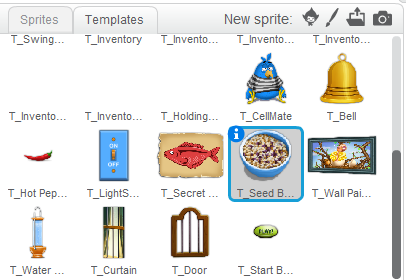 Sprites
Templates
New sprite:
T_Swing...
T_Inventory
T_Invento...
T_Invento...
T_Invento...
T_Invento...
T_Invento...
T_Holding...
T_CellMate
T_Bell
ON
OFF
T_Hot Pep...
T_LightS...
T_Secret ...
T_Seed B...
T_Wall Pai...
PLAY!
T_Water ...
T_Curtain
T_Door
T_Start B...